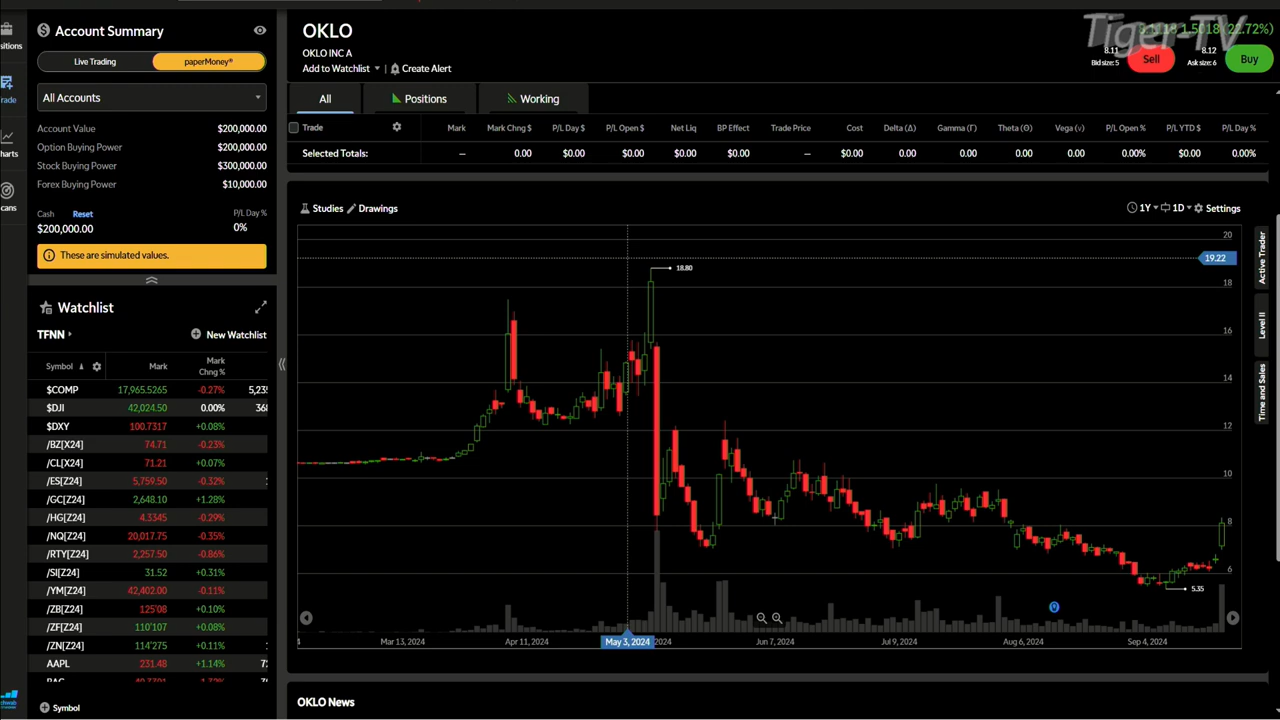 Tiger-TV
Account Summary
Live Trading
paperMoney®
All Accounts
Account Value $200,000.00
Option Buying Power $200,000.00
Stock Buying Power $300,000.00
Forex Buying Power $10,000.00
Cash Reset P/L Day %
$200,000.00 0%
These are simulated values.
Watchlist
TFNN
New Watchlist
Symbol Mark Mark Chng %
$COMP 17,965.5265 -0.27%
$DJI 42,024.50 0.00%
$DXY 100.7317 +0.08%
/BZ[X24] 74.71 -0.23%
/CL[X24] 71.21 +0.07%
/ES[Z24] 5,759.50 -0.32%
/GC[Z24] 2,648.10 +1.28%
/HG[Z24] 4.3345 -0.29%
/NQ[Z24] 20,017.75 -0.35%
/RTY[Z24] 2,257.50 -0.86%
/SI[Z24] 31.52 +0.31%
/YM[Z24] 42,402.00 -0.11%
/ZB[Z24] 125'08 +0.10%
/ZF[Z24] 110'107 +0.08%
/ZN[Z24] 114'275 +0.11%
AAPL 231.48 +1.14%
Symbol
OKLO
OKLO INC A
Add to Watchlist
Create Alert
(22.72%)
8.11 Sell 8.12 Buy
Bid size: 5 Ask size: 6
All Positions Working
Trade Mark Mark Chng $ P/L Day $ P/L Open $ Net Liq BP Effect Trade Price Cost Delta (Δ) Gamma (Γ) Theta (Θ) Vega (ν) P/L Open % P/L YTD $ P/L Day %
Selected Totals: — 0.00 $0.00 $0.00 $0.00 $0.00 — $0.00 0.00 0.00 0.00 0.00 0.00% $0.00 0.00%
Studies Drawings 1Y 1D Settings
20
19.22
18.80
18
16
14
12
10
8
6
5.35
Mar 13, 2024 Apr 11, 2024 May 3, 2024 Jun 7, 2024 Jul 9, 2024 Aug 6, 2024 Sep 4, 2024
Active Trader
Level II
Time and Sales
OKLO News